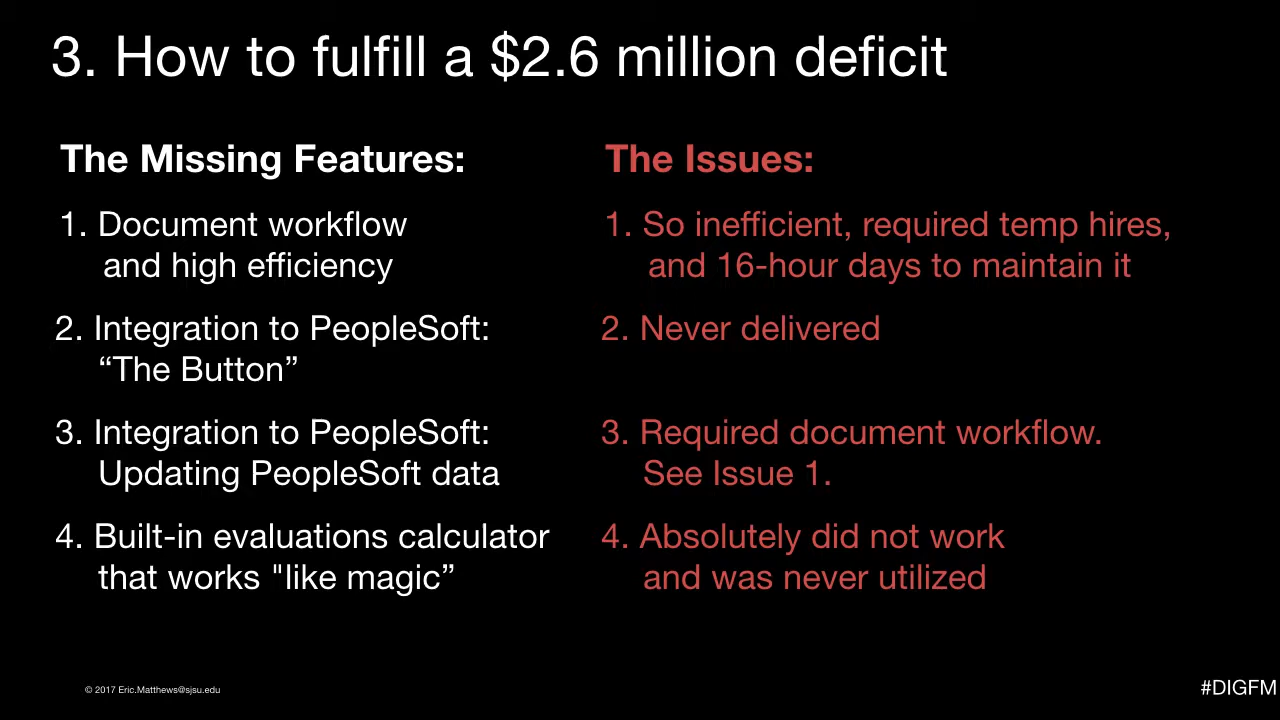 3. How to fulfill a $2.6 million deficit
The Missing Features:
1. Document workflow
and high efficiency
2. Integration to PeopleSoft:
“The Button”
3. Integration to PeopleSoft:
Updating PeopleSoft data
4. Built-in evaluations calculator
that works "like magic”
The Issues:
1. So inefficient, required temp hires,
and 16-hour days to maintain it
2. Never delivered
3. Required document workflow.
See Issue 1.
4. Absolutely did not work
and was never utilized
© 2017 Eric.Matthews@sjsu.edu
#DIGFM